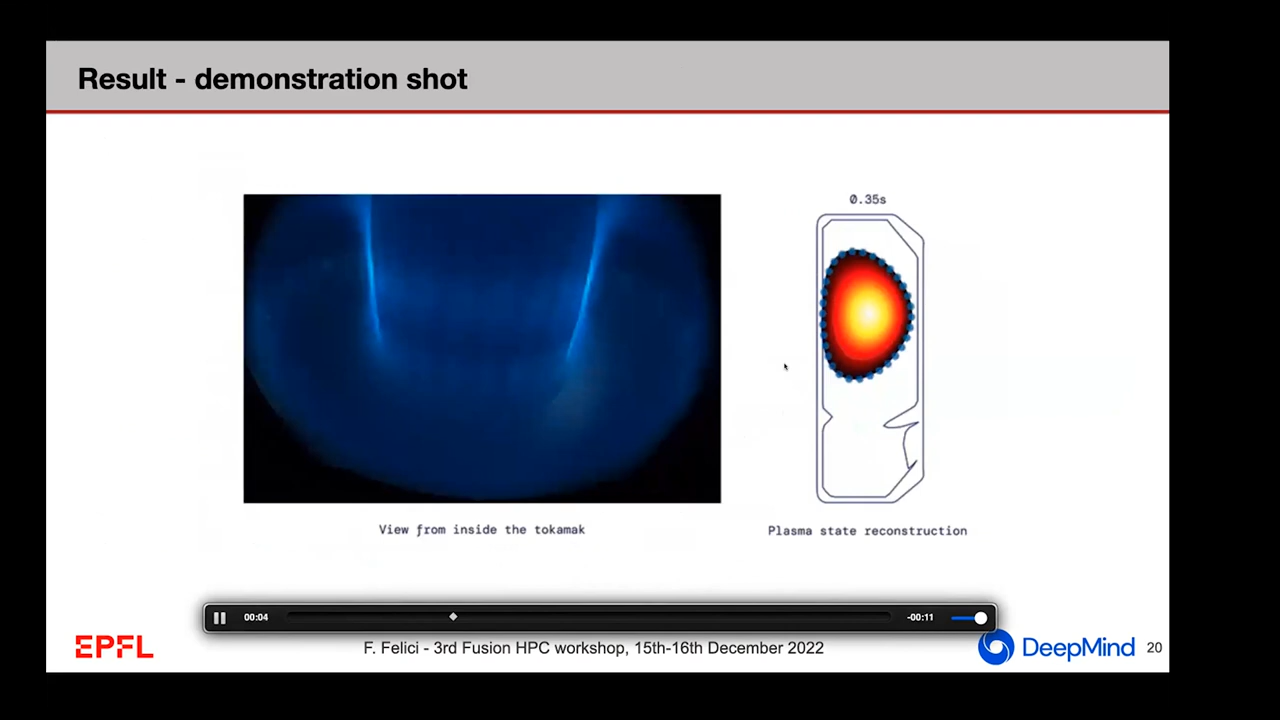 Result - demonstration shot
0.35s
View from inside the tokamak
Plasma state reconstruction
00:04
-00:11
EPFL
F. Felici - 3rd Fusion HPC workshop, 15th-16th December 2022
DeepMind
20